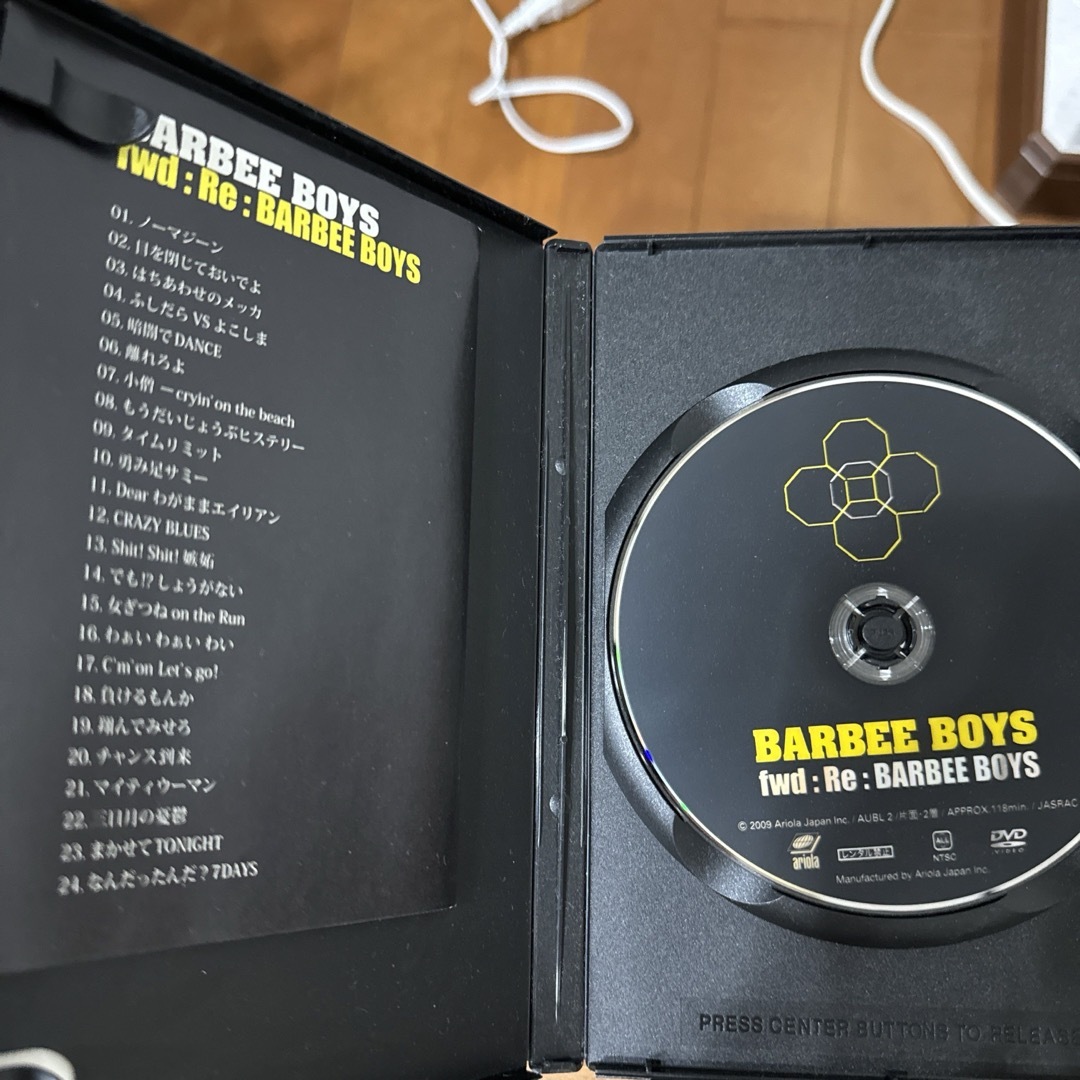 BARBEE BOYS
fwd : Re : BARBEE BOYS
01. ノーマジーン
02. 目を閉じておいでよ
03. はちあわせのメッカ
04. ふしだら VS よこしま
05. 暗闇でDANCE
06. 離れろよ
07. 小僧 ーcryin' on the beach
08. もうだいじょうぶヒステリー
09. タイムリミット
10. 勇み足サミー
11. Dear わがままエイリアン
12. CRAZY BLUES
13. Shit! Shit! 嫉妬
14. でも!?しょうがない
15. 女ぎつね on the Run
16. わぁい わぁい わい
17. C'm'on Let's go!
18. 負けるもんか
19. 翔んでみせろ
20. チャンス到来
21. マイティウーマン
22. 三日月の憂鬱
23. まかせてTONIGHT
24. なんだったんだ？7DAYS
BARBEE BOYS
fwd : Re : BARBEE BOYS
© 2009 Ariola Japan Inc. / AUBL 2 /片面・2層 / APPROX.118min. / JASRAC
ariola
レンタル禁止
ALL
NTSC
DVD
VIDEO
Manufactured by Ariola Japan Inc.
PRESS CENTER BUTTONS TO RELEASE